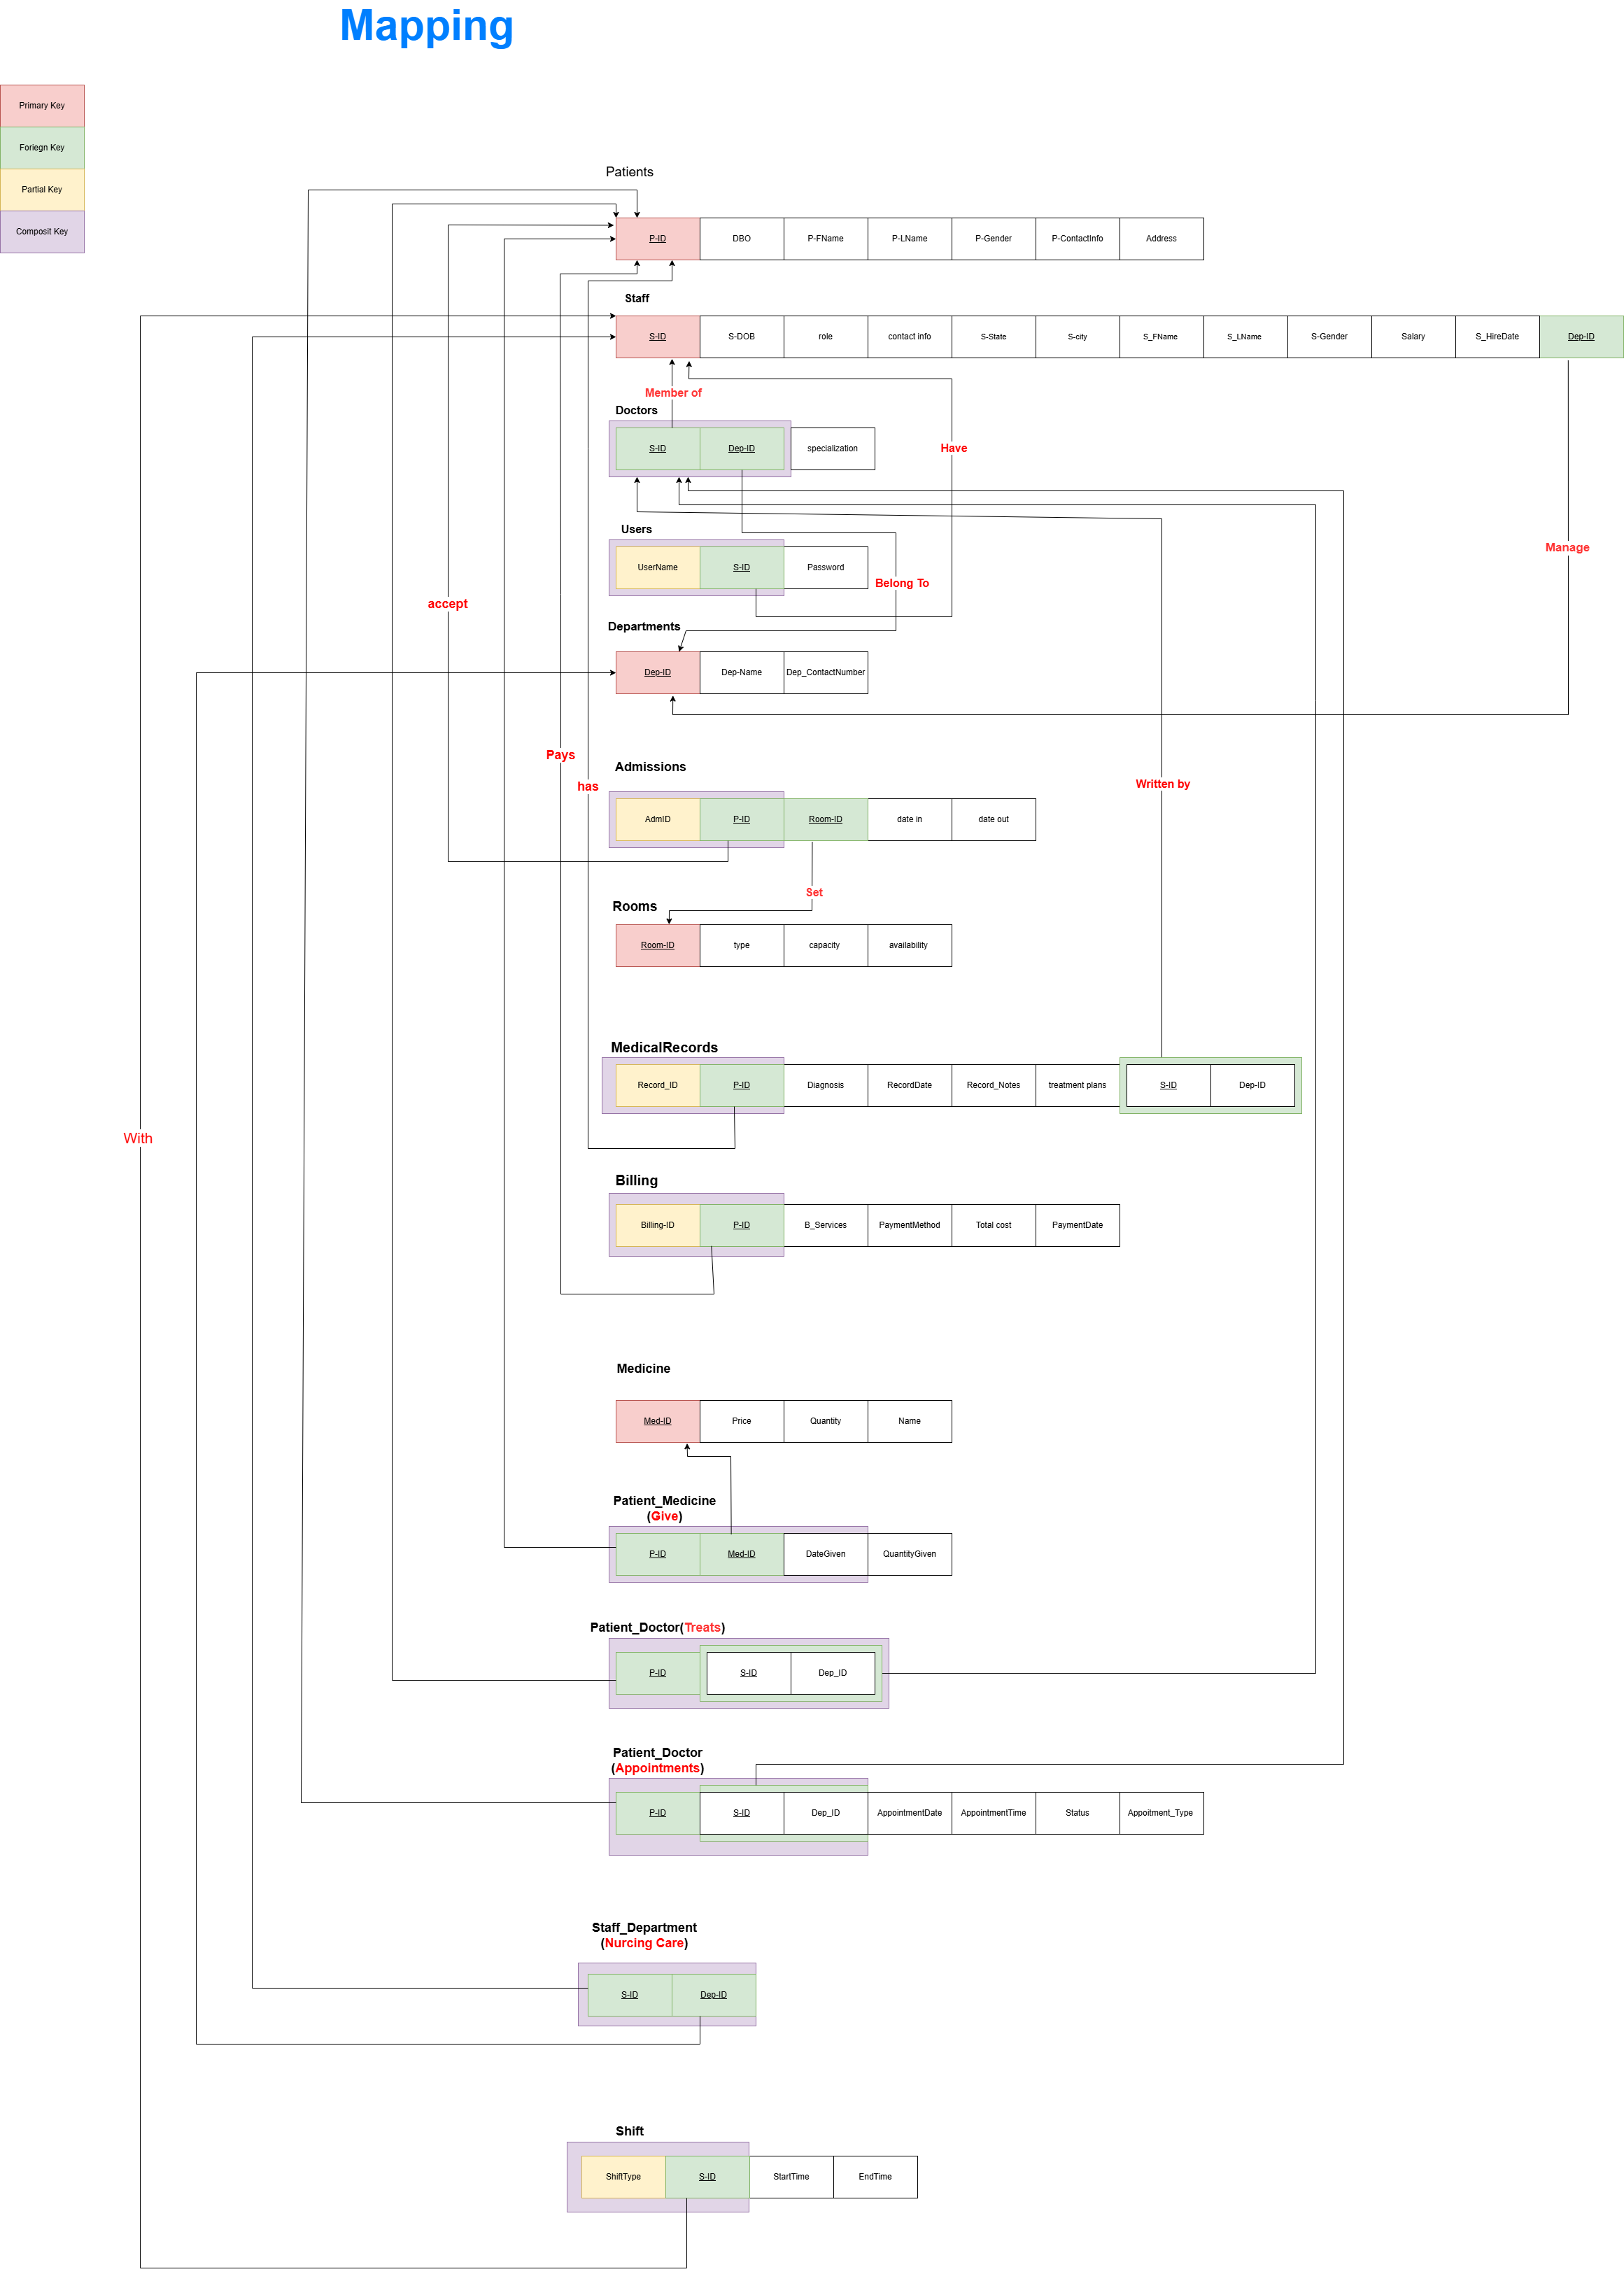 Mapping
Primary Key
Foriegn Key
Partial Key
Composit Key
Patients
P-ID DBO P-FName P-LName P-Gender P-ContactInfo Address
Staff
S-ID S-DOB role contact info S-State S-city S_FName S_LName S-Gender Salary S_HireDate Dep-ID
Member of
Doctors
S-ID Dep-ID specialization
Have
Users
Manage
UserName S-ID Password
Belong To
accept
Departments
Dep-ID Dep-Name Dep_ContactNumber
Pays
Admissions
has
Written by
AdmID P-ID Room-ID date in date out
Set
Rooms
Room-ID type capacity availability
MedicalRecords
Record_ID P-ID Diagnosis RecordDate Record_Notes treatment plans S-ID Dep-ID
With
Billing
Billing-ID P-ID B_Services PaymentMethod Total cost PaymentDate
Medicine
Med-ID Price Quantity Name
Patient_Medicine
(Give)
P-ID Med-ID DateGiven QuantityGiven
Patient_Doctor(Treats)
P-ID S-ID Dep_ID
Patient_Doctor
(Appointments)
P-ID S-ID Dep_ID AppointmentDate AppointmentTime Status Appoitment_Type
Staff_Department
(Nurcing Care)
S-ID Dep-ID
Shift
ShiftType S-ID StartTime EndTime